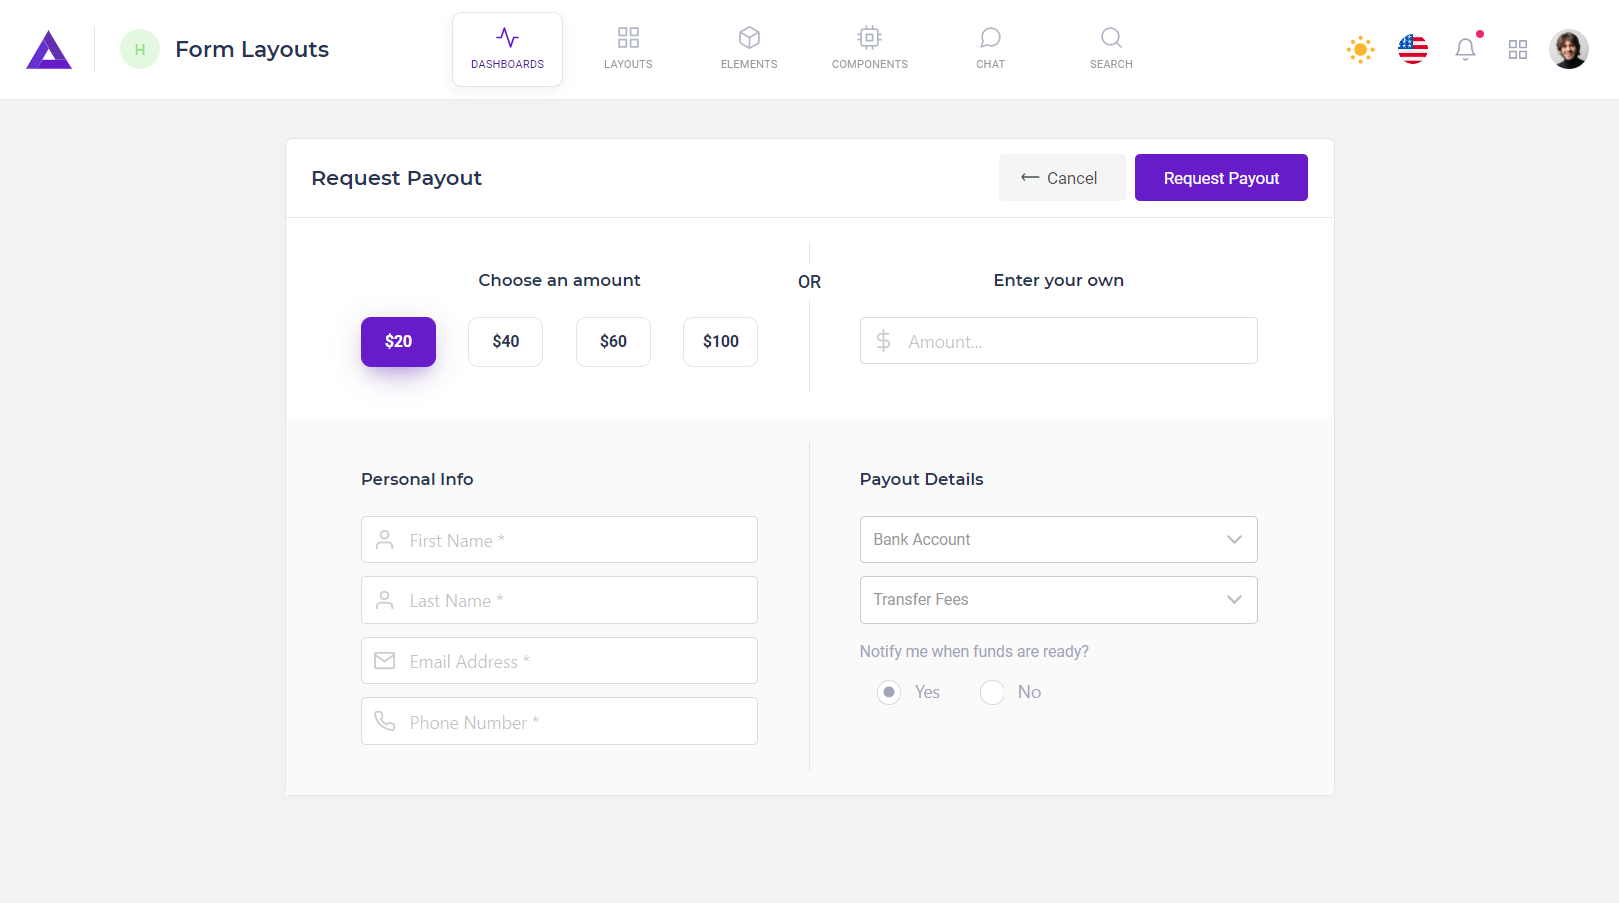 H
Form Layouts
DASHBOARDS
LAYOUTS
ELEMENTS
COMPONENTS
CHAT
SEARCH
Request Payout
Cancel
Request Payout
Choose an amount
OR
Enter your own
$20
$40
$60
$100
$ Amount...
Personal Info
Payout Details
First Name *
Bank Account
Last Name *
Transfer Fees
Email Address *
Notify me when funds are ready?
Yes
No
Phone Number *